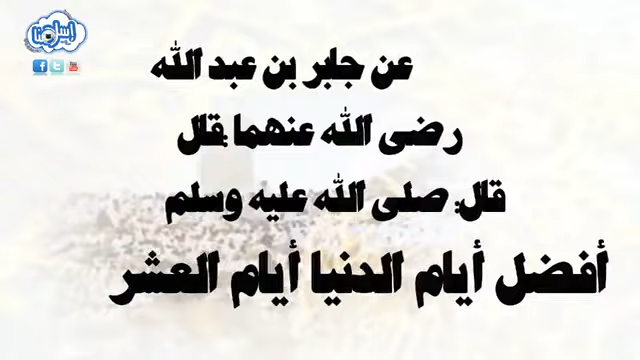 إسلامنا
عن جابر بن عبد الله
رضى الله عنهما :قال
قال: صلى الله عليه وسلم
أفضل أيام الدنيا أيام العشر